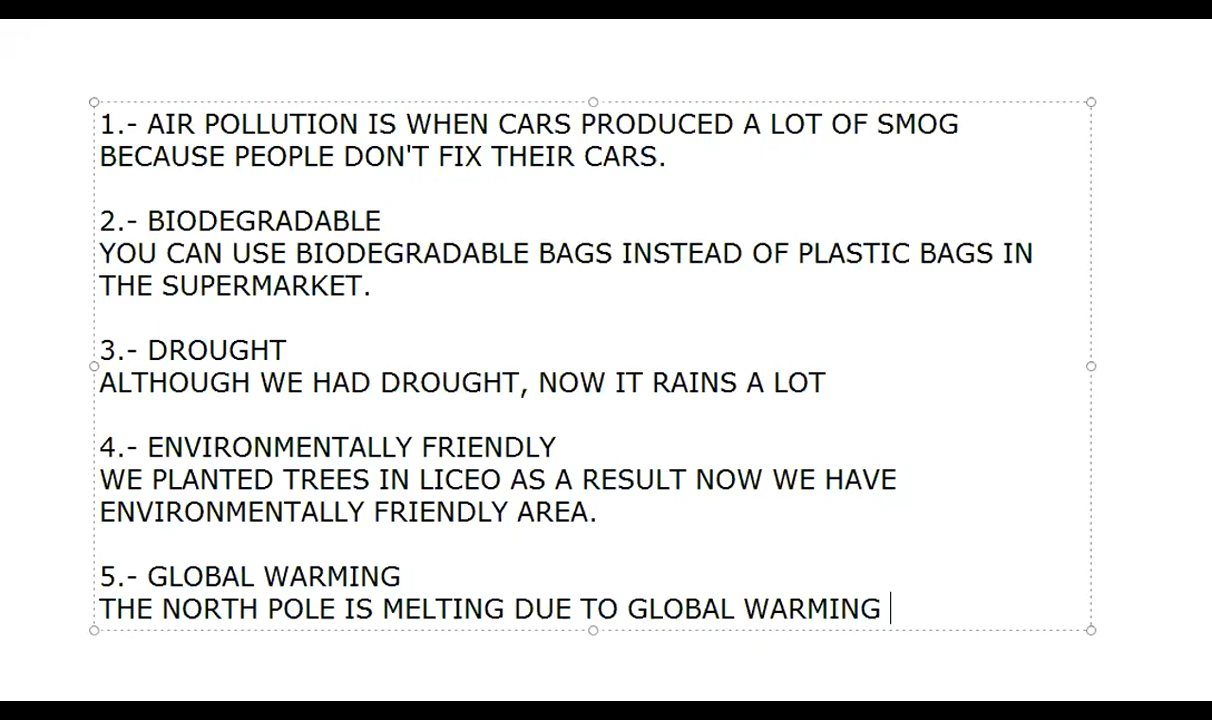 1.- AIR POLLUTION IS WHEN CARS PRODUCED A LOT OF SMOG
BECAUSE PEOPLE DON'T FIX THEIR CARS.
2.- BIODEGRADABLE
YOU CAN USE BIODEGRADABLE BAGS INSTEAD OF PLASTIC BAGS IN
THE SUPERMARKET.
3.- DROUGHT
ALTHOUGH WE HAD DROUGHT, NOW IT RAINS A LOT
4.- ENVIRONMENTALLY FRIENDLY
WE PLANTED TREES IN LICEO AS A RESULT NOW WE HAVE
ENVIRONMENTALLY FRIENDLY AREA.
5.- GLOBAL WARMING
THE NORTH POLE IS MELTING DUE TO GLOBAL WARMING